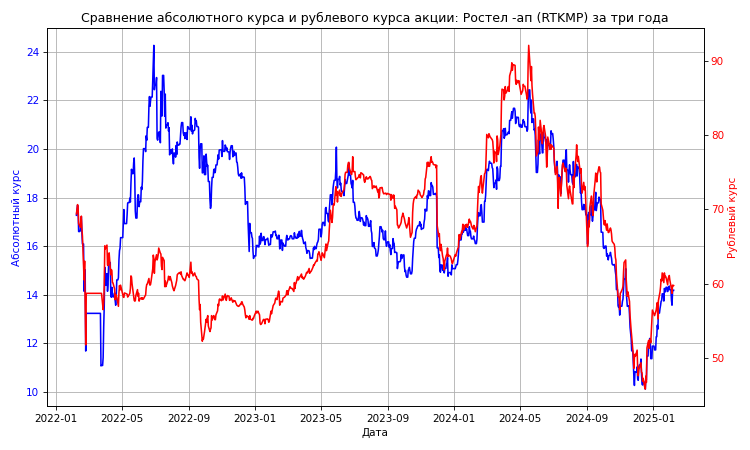 Сравнение абсолютного курса и рублевого курса акции: Ростел -ап (RTKMP) за три года
Абсолютный курс
24
22
20
18
16
14
12
10
90
80
70
60
50
Рублевый курс
2022-01 2022-05 2022-09 2023-01 2023-05 2023-09 2024-01 2024-05 2024-09 2025-01
Дата